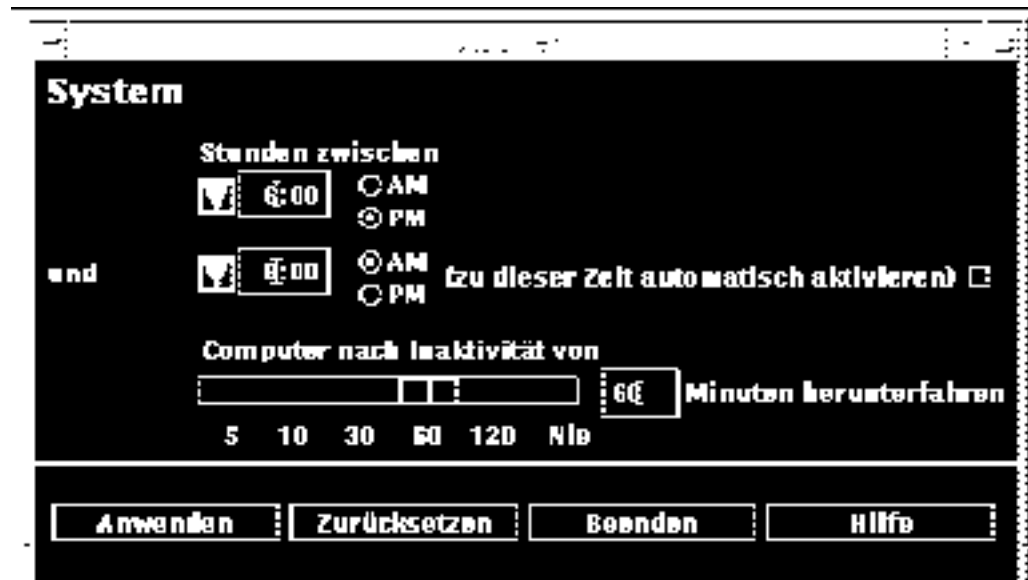 System
Stunden zwischen
6:00 AM
PM
und 8:00 AM (zu dieser Zeit automatisch aktivieren)
PM
Computer nach Inaktivität von
60 Minuten herunterfahren
5 10 30 60 120 Nie
Anwenden Zurücksetzen Beenden Hilfe